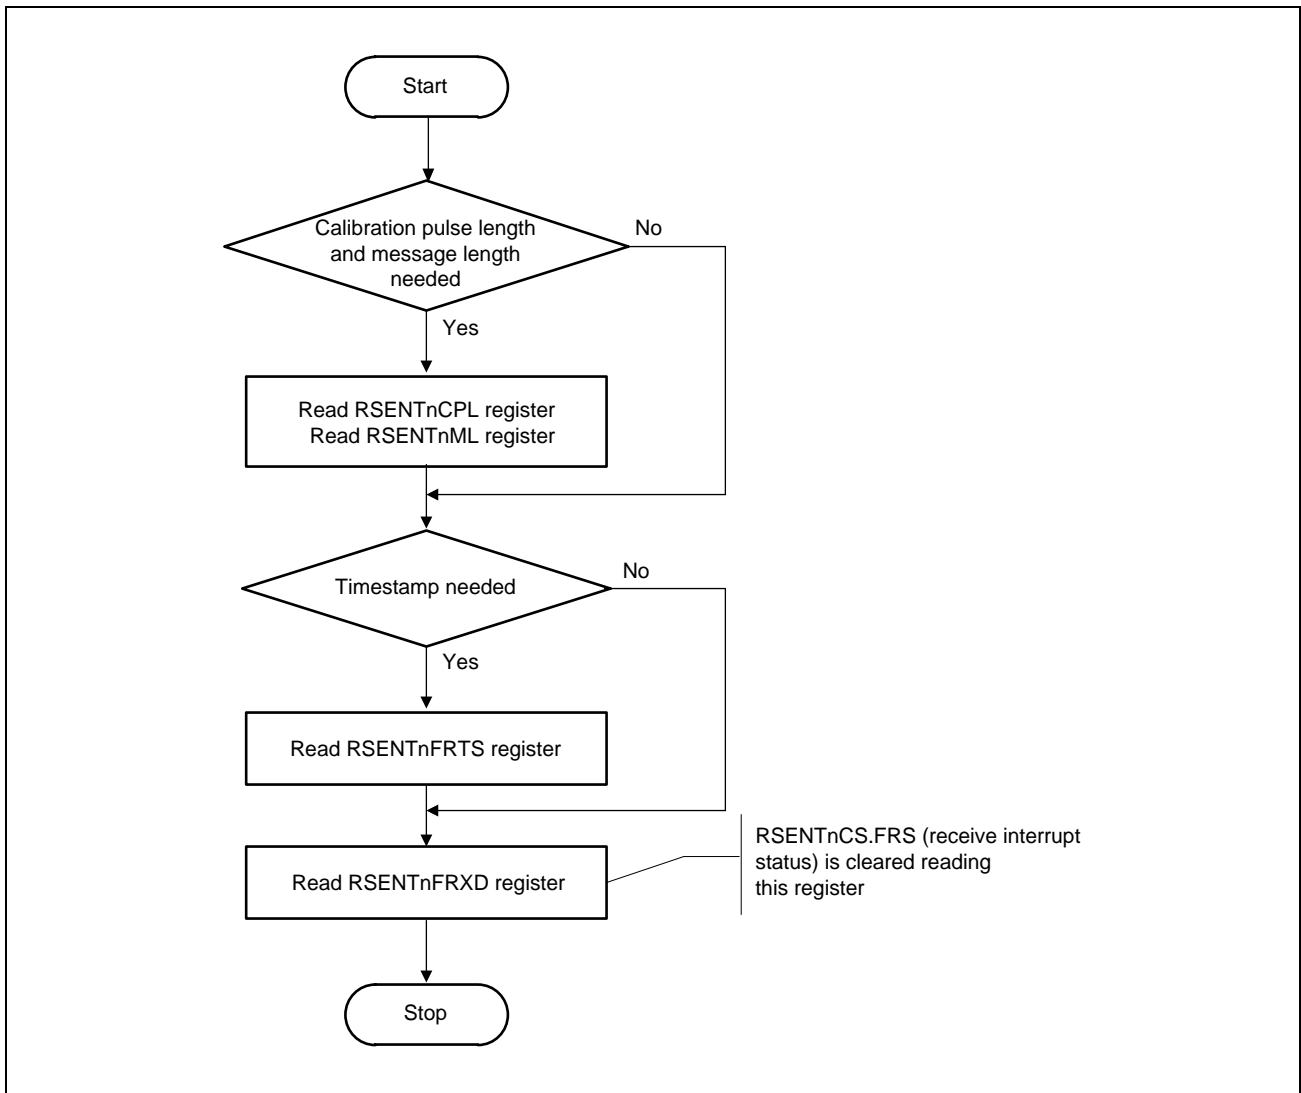 Start
Calibration pulse length
and message length
needed
No
Yes
Read RSENTnCPL register
Read RSENTnML register
Timestamp needed
No
Yes
Read RSENTnFRTS register
RSENTnCS.FRS (receive interrupt
status) is cleared reading
this register
Read RSENTnFRXD register
Stop